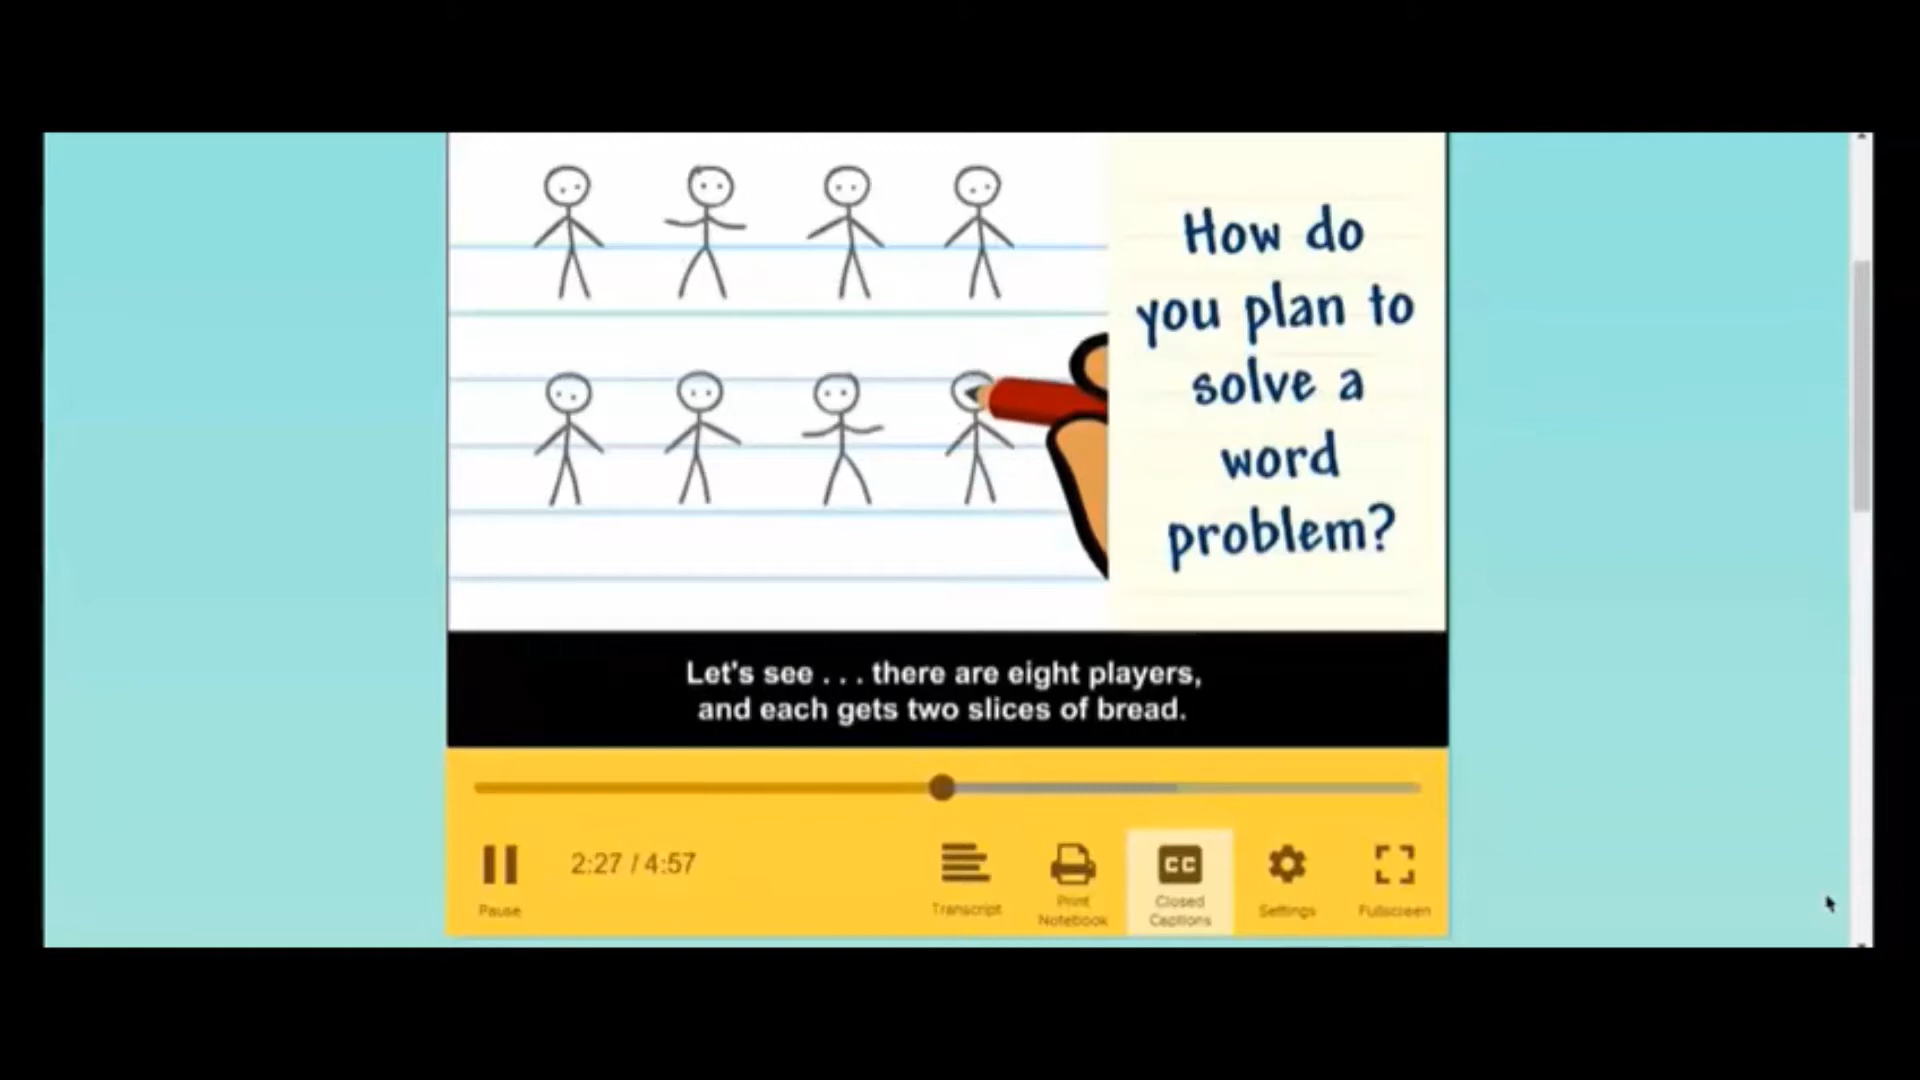 How do
you plan to
solve a
word
problem?
Let's see . . . there are eight players,
and each gets two slices of bread.
2:27 / 4:57
Pause
Transcript
Print
Notebook
CC
Closed
Captions
Settings
Fullscreen